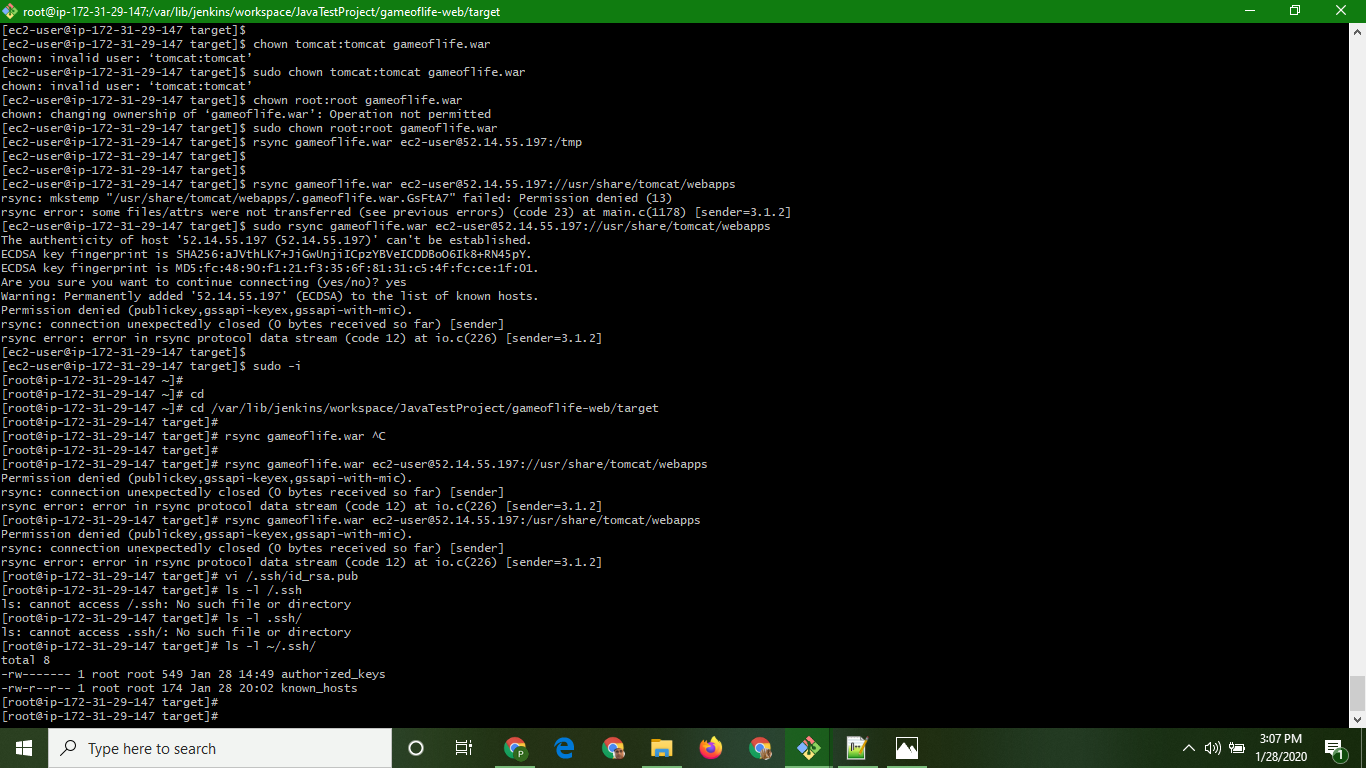 root@ip-172-31-29-147:/var/lib/jenkins/workspace/JavaTestProject/gameoflife-web/target
[ec2-user@ip-172-31-29-147 target]$
[ec2-user@ip-172-31-29-147 target]$ chown tomcat:tomcat gameoflife.war
chown: invalid user: ‘tomcat:tomcat’
[ec2-user@ip-172-31-29-147 target]$ sudo chown tomcat:tomcat gameoflife.war
chown: invalid user: ‘tomcat:tomcat’
[ec2-user@ip-172-31-29-147 target]$ chown root:root gameoflife.war
chown: changing ownership of ‘gameoflife.war’: Operation not permitted
[ec2-user@ip-172-31-29-147 target]$ sudo chown root:root gameoflife.war
[ec2-user@ip-172-31-29-147 target]$ rsync gameoflife.war ec2-user@52.14.55.197:/tmp
[ec2-user@ip-172-31-29-147 target]$
[ec2-user@ip-172-31-29-147 target]$
[ec2-user@ip-172-31-29-147 target]$ rsync gameoflife.war ec2-user@52.14.55.197://usr/share/tomcat/webapps
rsync: mkstemp "/usr/share/tomcat/webapps/.gameoflife.war.GsFtA7" failed: Permission denied (13)
rsync error: some files/attrs were not transferred (see previous errors) (code 23) at main.c(1178) [sender=3.1.2]
[ec2-user@ip-172-31-29-147 target]$ sudo rsync gameoflife.war ec2-user@52.14.55.197://usr/share/tomcat/webapps
The authenticity of host '52.14.55.197 (52.14.55.197)' can't be established.
ECDSA key fingerprint is SHA256:aJVthLK7+JiGwUnjiICpzYBVeICDDBoO6Ik8+RN45pY.
ECDSA key fingerprint is MD5:fc:48:90:f1:21:f3:35:6f:81:31:c5:4f:fc:ce:1f:01.
Are you sure you want to continue connecting (yes/no)? yes
Warning: Permanently added '52.14.55.197' (ECDSA) to the list of known hosts.
Permission denied (publickey,gssapi-keyex,gssapi-with-mic).
rsync: connection unexpectedly closed (0 bytes received so far) [sender]
rsync error: error in rsync protocol data stream (code 12) at io.c(226) [sender=3.1.2]
[ec2-user@ip-172-31-29-147 target]$
[ec2-user@ip-172-31-29-147 target]$ sudo -i
[root@ip-172-31-29-147 ~]#
[root@ip-172-31-29-147 ~]# cd
[root@ip-172-31-29-147 ~]# cd /var/lib/jenkins/workspace/JavaTestProject/gameoflife-web/target
[root@ip-172-31-29-147 target]#
[root@ip-172-31-29-147 target]# rsync gameoflife.war ^C
[root@ip-172-31-29-147 target]#
[root@ip-172-31-29-147 target]# rsync gameoflife.war ec2-user@52.14.55.197://usr/share/tomcat/webapps
Permission denied (publickey,gssapi-keyex,gssapi-with-mic).
rsync: connection unexpectedly closed (0 bytes received so far) [sender]
rsync error: error in rsync protocol data stream (code 12) at io.c(226) [sender=3.1.2]
[root@ip-172-31-29-147 target]# rsync gameoflife.war ec2-user@52.14.55.197:/usr/share/tomcat/webapps
Permission denied (publickey,gssapi-keyex,gssapi-with-mic).
rsync: connection unexpectedly closed (0 bytes received so far) [sender]
rsync error: error in rsync protocol data stream (code 12) at io.c(226) [sender=3.1.2]
[root@ip-172-31-29-147 target]# vi /.ssh/id_rsa.pub
[root@ip-172-31-29-147 target]# ls -l /.ssh
ls: cannot access /.ssh: No such file or directory
[root@ip-172-31-29-147 target]# ls -l .ssh/
ls: cannot access .ssh/: No such file or directory
[root@ip-172-31-29-147 target]# ls -l ~/.ssh/
total 8
-rw------- 1 root root 549 Jan 28 14:49 authorized_keys
-rw-r--r-- 1 root root 174 Jan 28 20:02 known_hosts
[root@ip-172-31-29-147 target]#
[root@ip-172-31-29-147 target]#
Type here to search
3:07 PM
1/28/2020
1